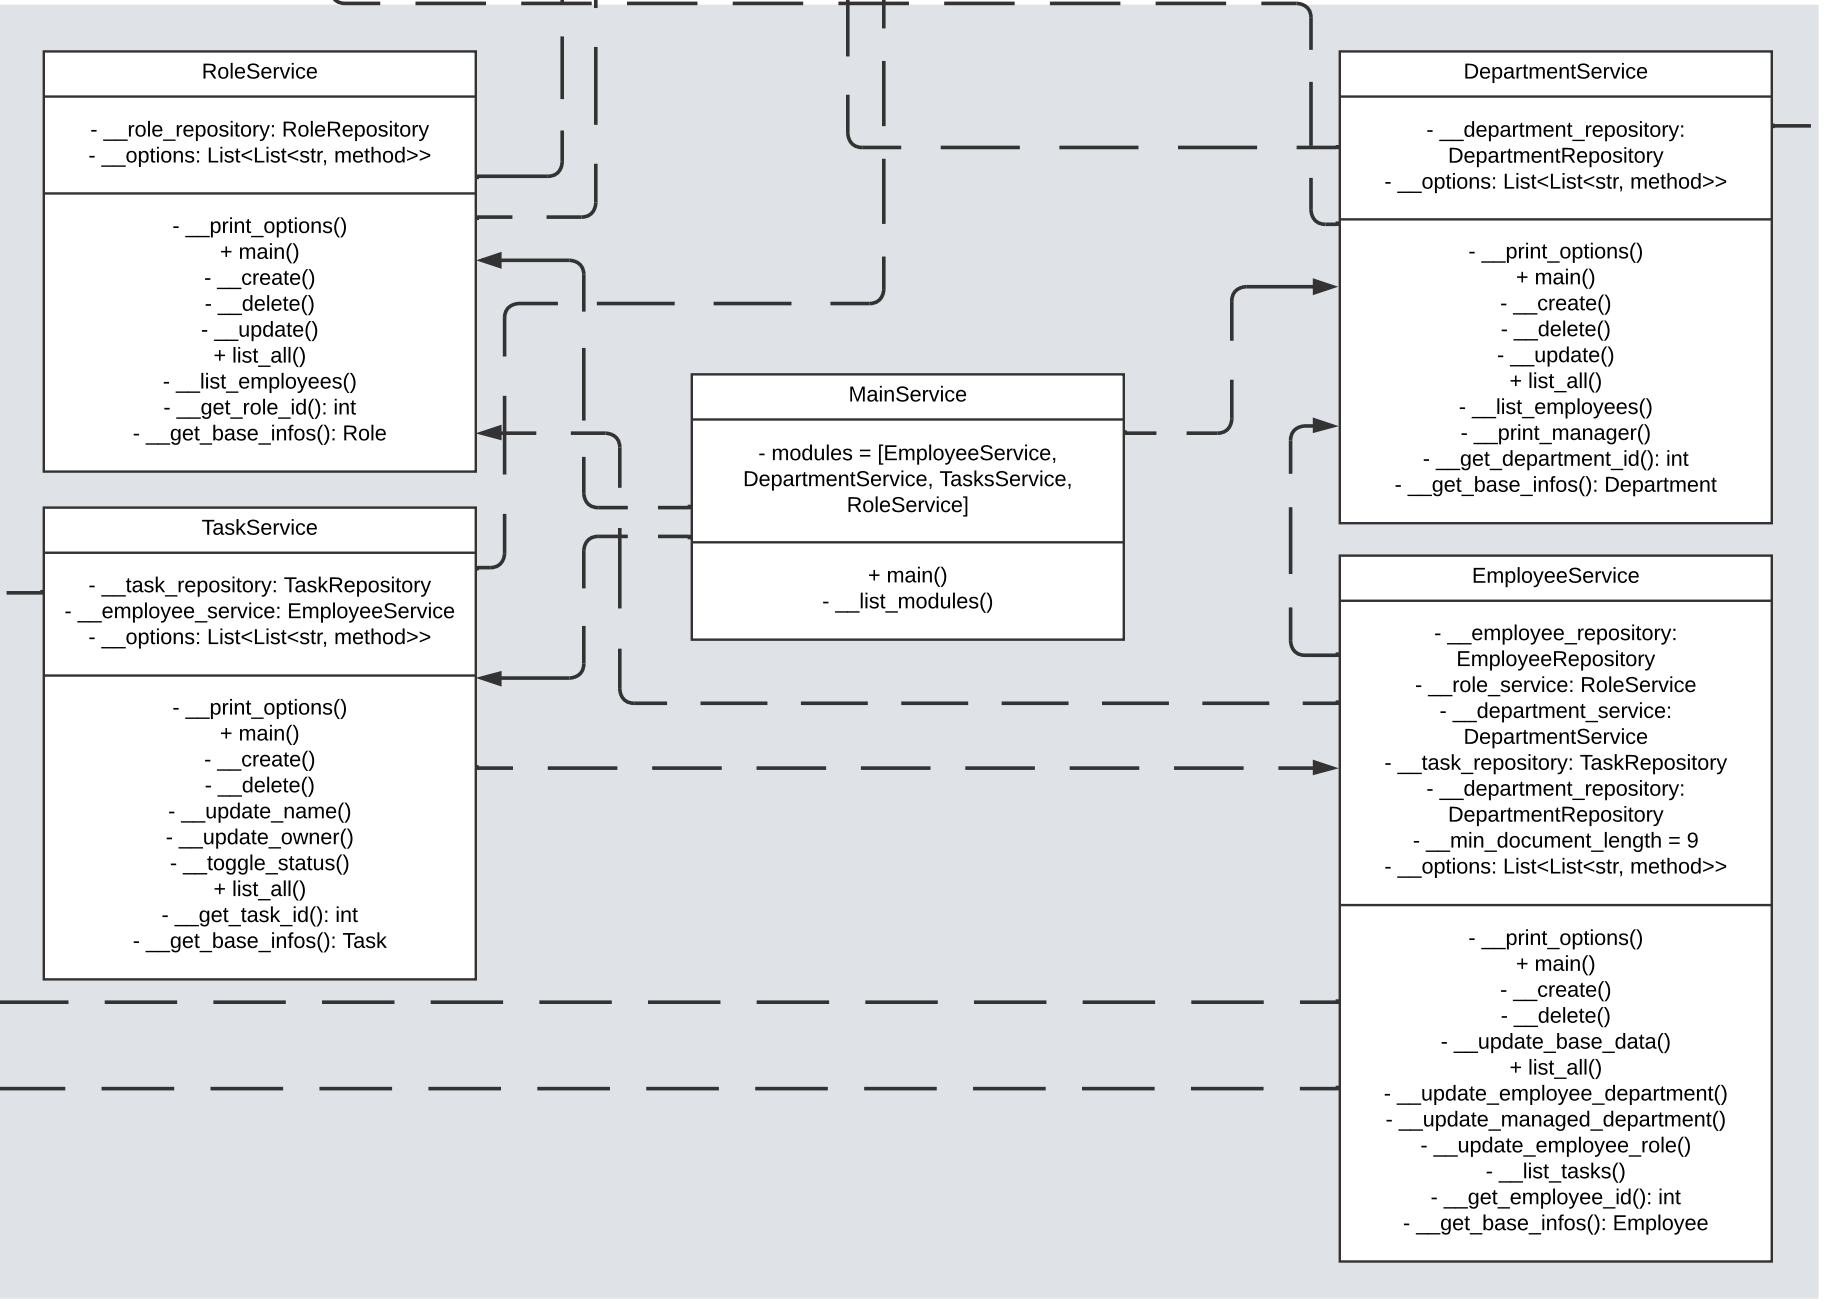 RoleService
- __role_repository: RoleRepository
- __options: List<List<str, method>>
- __print_options()
+ main()
- __create()
- __delete()
- __update()
+ list_all()
- __list_employees()
- __get_role_id(): int
- __get_base_infos(): Role
TaskService
- __task_repository: TaskRepository
- __employee_service: EmployeeService
- __options: List<List<str, method>>
- __print_options()
+ main()
- __create()
- __delete()
- __update_name()
- __update_owner()
- __toggle_status()
+ list_all()
- __get_task_id(): int
- __get_base_infos(): Task
MainService
- modules = [EmployeeService,
DepartmentService, TasksService,
RoleService]
+ main()
- __list_modules()
DepartmentService
- __department_repository:
DepartmentRepository
- __options: List<List<str, method>>
- __print_options()
+ main()
- __create()
- __delete()
- __update()
+ list_all()
- __list_employees()
- __print_manager()
- __get_department_id(): int
- __get_base_infos(): Department
EmployeeService
- __employee_repository:
EmployeeRepository
- __role_service: RoleService
- __department_service:
DepartmentService
- __task_repository: TaskRepository
- __department_repository:
DepartmentRepository
- __min_document_length = 9
- __options: List<List<str, method>>
- __print_options()
+ main()
- __create()
- __delete()
- __update_base_data()
+ list_all()
- __update_employee_department()
- __update_managed_department()
- __update_employee_role()
- __list_tasks()
- __get_employee_id(): int
- __get_base_infos(): Employee